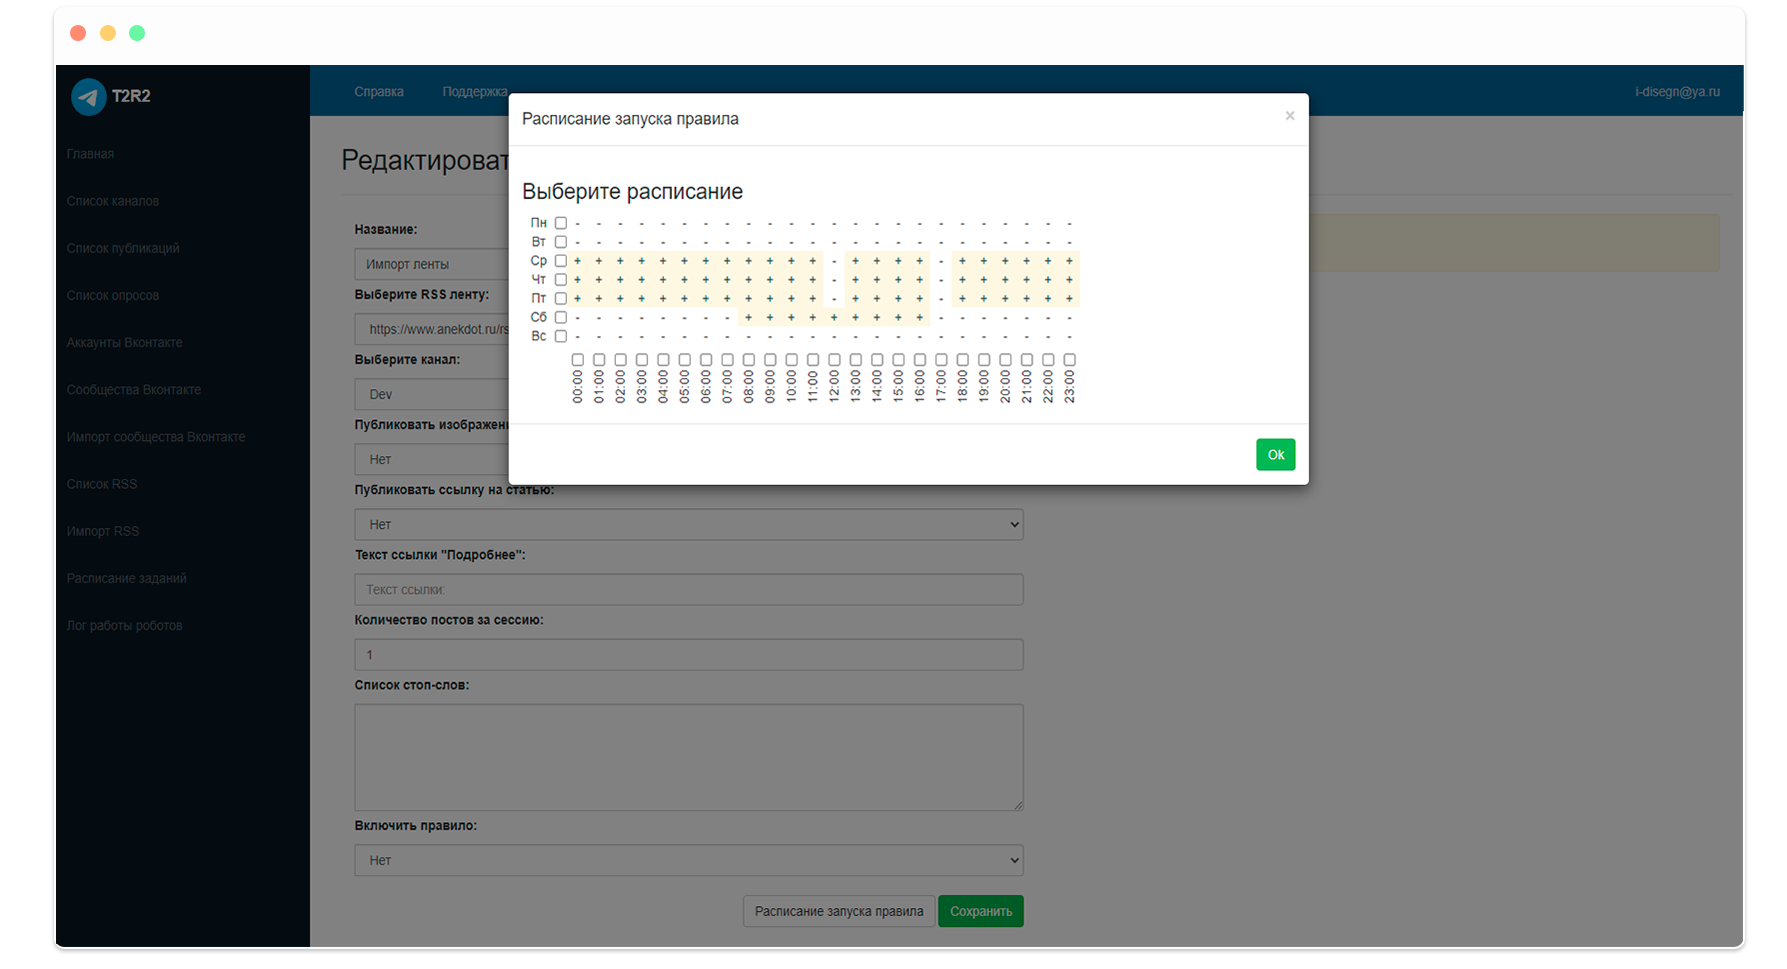 T2R2
Справка Поддержка i-disegn@ya.ru
Главная
Список каналов
Список публикаций
Список опросов
Аккаунты Вконтакте
Сообщества Вконтакте
Импорт сообщества Вконтакте
Список RSS
Импорт RSS
Расписание заданий
Лог работы роботов
Расписание запуска правила ×
Выберите расписание
Пн - - - - - - - - - - - - - - - - - - - - - - - -
Вт - - - - - - - - - - - - - - - - - - - - - - - -
Ср + + + + + + + + + + + + - + + + + - + + + + + +
Чт + + + + + + + + + + + + - + + + + - + + + + + +
Пт + + + + + + + + + + + + - + + + + - + + + + + +
Сб - - - - - - - - + + + + + + + + + - - - - - - -
Вс - - - - - - - - - - - - - - - - - - - - - - - -
00:00 01:00 02:00 03:00 04:00 05:00 06:00 07:00 08:00 09:00 10:00 11:00 12:00 13:00 14:00 15:00 16:00 17:00 18:00 19:00 20:00 21:00 22:00 23:00
Ok
Редактироват
Название:
Импорт ленты
Выберите RSS ленту:
https://www.anekdot.ru/rs
Выберите канал:
Dev
Публиковать изображени
Нет
Публиковать ссылку на статью:
Нет
Текст ссылки "Подробнее":
Текст ссылки:
Количество постов за сессию:
1
Список стоп-слов:
Включить правило:
Нет
Расписание запуска правила Сохранить